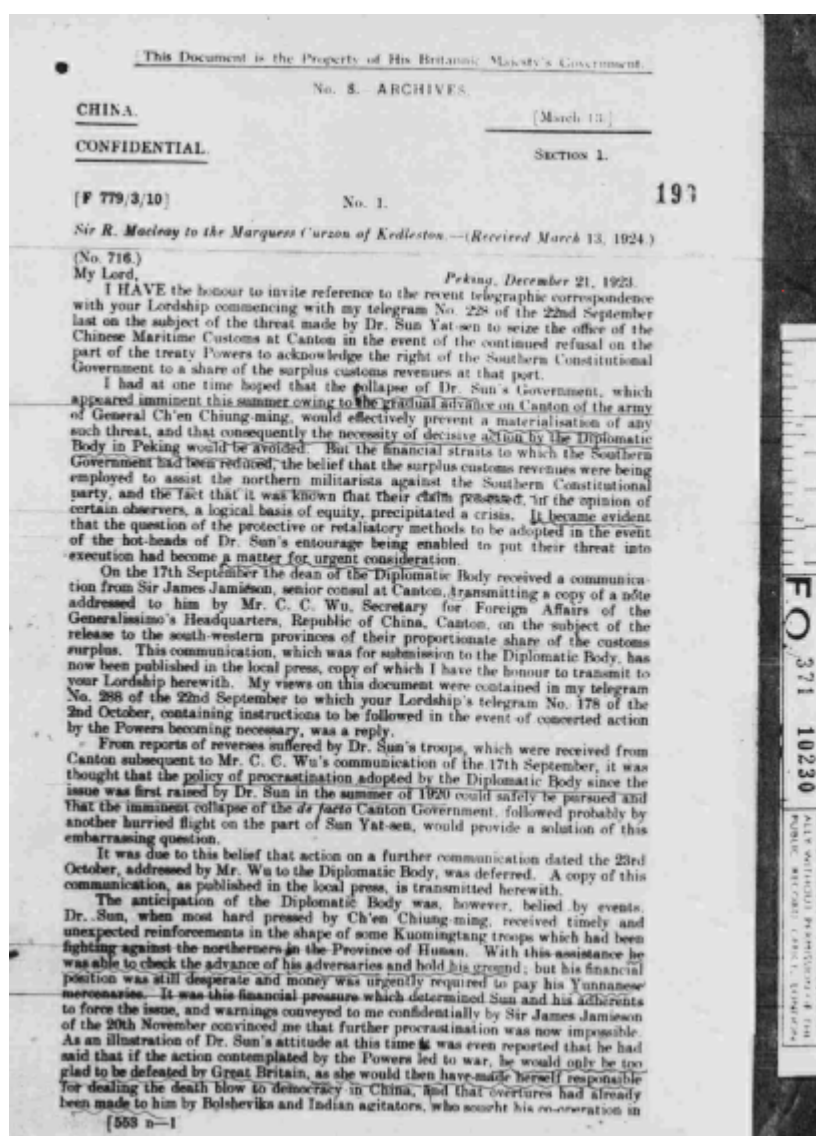 This Document is the Property of His Britannic Majesty's Government.
No. 8. ARCHIVES.
CHINA.
[March 13.]
CONFIDENTIAL.
SECTION 1.
[F 779/3/10]
No. 1.
193
Sir R. Macleay to the Marquess Curzon of Kedleston.—(Received March 13, 1924.)
(No. 716.)
My Lord,
Peking, December 21, 1923.
I HAVE the honour to invite reference to the recent telegraphic correspondence
with your Lordship commencing with my telegram No. 228 of the 22nd September
last on the subject of the threat made by Dr. Sun Yat-sen to seize the office of the
Chinese Maritime Customs at Canton in the event of the continued refusal on the
part of the treaty Powers to acknowledge the right of the Southern Constitutional
Government to a share of the surplus customs revenues at that port.
I had at one time hoped that the collapse of Dr. Sun's Government, which
appeared imminent this summer owing to the gradual advance on Canton of the army
of General Ch'en Chiung-ming, would effectively prevent a materialisation of any
such threat, and that consequently the necessity of decisive action by the Diplomatic
Body in Peking would be avoided. But the financial straits to which the Southern
Government had been reduced, the belief that the surplus customs revenues were being
employed to assist the northern militarists against the Southern Constitutional
party, and the fact that it was known that their claim possessed, in the opinion of
certain observers, a logical basis of equity, precipitated a crisis. It became evident
that the question of the protective or retaliatory methods to be adopted in the event
of the hot-heads of Dr. Sun's entourage being enabled to put their threat into
execution had become a matter for urgent consideration.
On the 17th September the dean of the Diplomatic Body received a communica-
tion from Sir James Jamieson, senior consul at Canton, transmitting a copy of a note
addressed to him by Mr. C. C. Wu, Secretary for Foreign Affairs of the
Generalissimo's Headquarters, Republic of China, Canton, on the subject of the
release to the south-western provinces of their proportionate share of the customs
surplus. This communication, which was for submission to the Diplomatic Body, has
now been published in the local press, copy of which I have the honour to transmit to
your Lordship herewith. My views on this document were contained in my telegram
No. 288 of the 22nd September to which your Lordship's telegram No. 178 of the
2nd October, containing instructions to be followed in the event of concerted action
by the Powers becoming necessary, was a reply.
From reports of reverses suffered by Dr. Sun's troops, which were received from
Canton subsequent to Mr. C. C. Wu's communication of the 17th September, it was
thought that the policy of procrastination adopted by the Diplomatic Body since the
issue was first raised by Dr. Sun in the summer of 1920 could safely be pursued and
that the imminent collapse of the de facto Canton Government, followed probably by
another hurried flight on the part of Sun Yat-sen, would provide a solution of this
embarrassing question.
It was due to this belief that action on a further communication dated the 23rd
October, addressed by Mr. Wu to the Diplomatic Body, was deferred. A copy of this
communication, as published in the local press, is transmitted herewith.
The anticipation of the Diplomatic Body was, however, belied by events.
Dr. Sun, when most hard pressed by Ch'en Chiung-ming, received timely and
unexpected reinforcements in the shape of some Kuomingtang troops which had been
fighting against the northerners in the Province of Hunan. With this assistance he
was able to check the advance of his adversaries and hold his ground; but his financial
position was still desperate and money was urgently required to pay his Yunnanese
mercenaries. It was this financial pressure which determined Sun and his adherents
to force the issue, and warnings conveyed to me confidentially by Sir James Jamieson
of the 20th November convinced me that further procrastination was now impossible.
As an illustration of Dr. Sun's attitude at this time it was even reported that he had
said that if the action contemplated by the Powers led to war, he would only be too
glad to be defeated by Great Britain, as she would then have made herself responsible
for dealing the death blow to democracy in China, and that overtures had already
been made to him by Bolsheviks and Indian agitators, who sought his co-operation in
[553 n—1
FO 371 10230